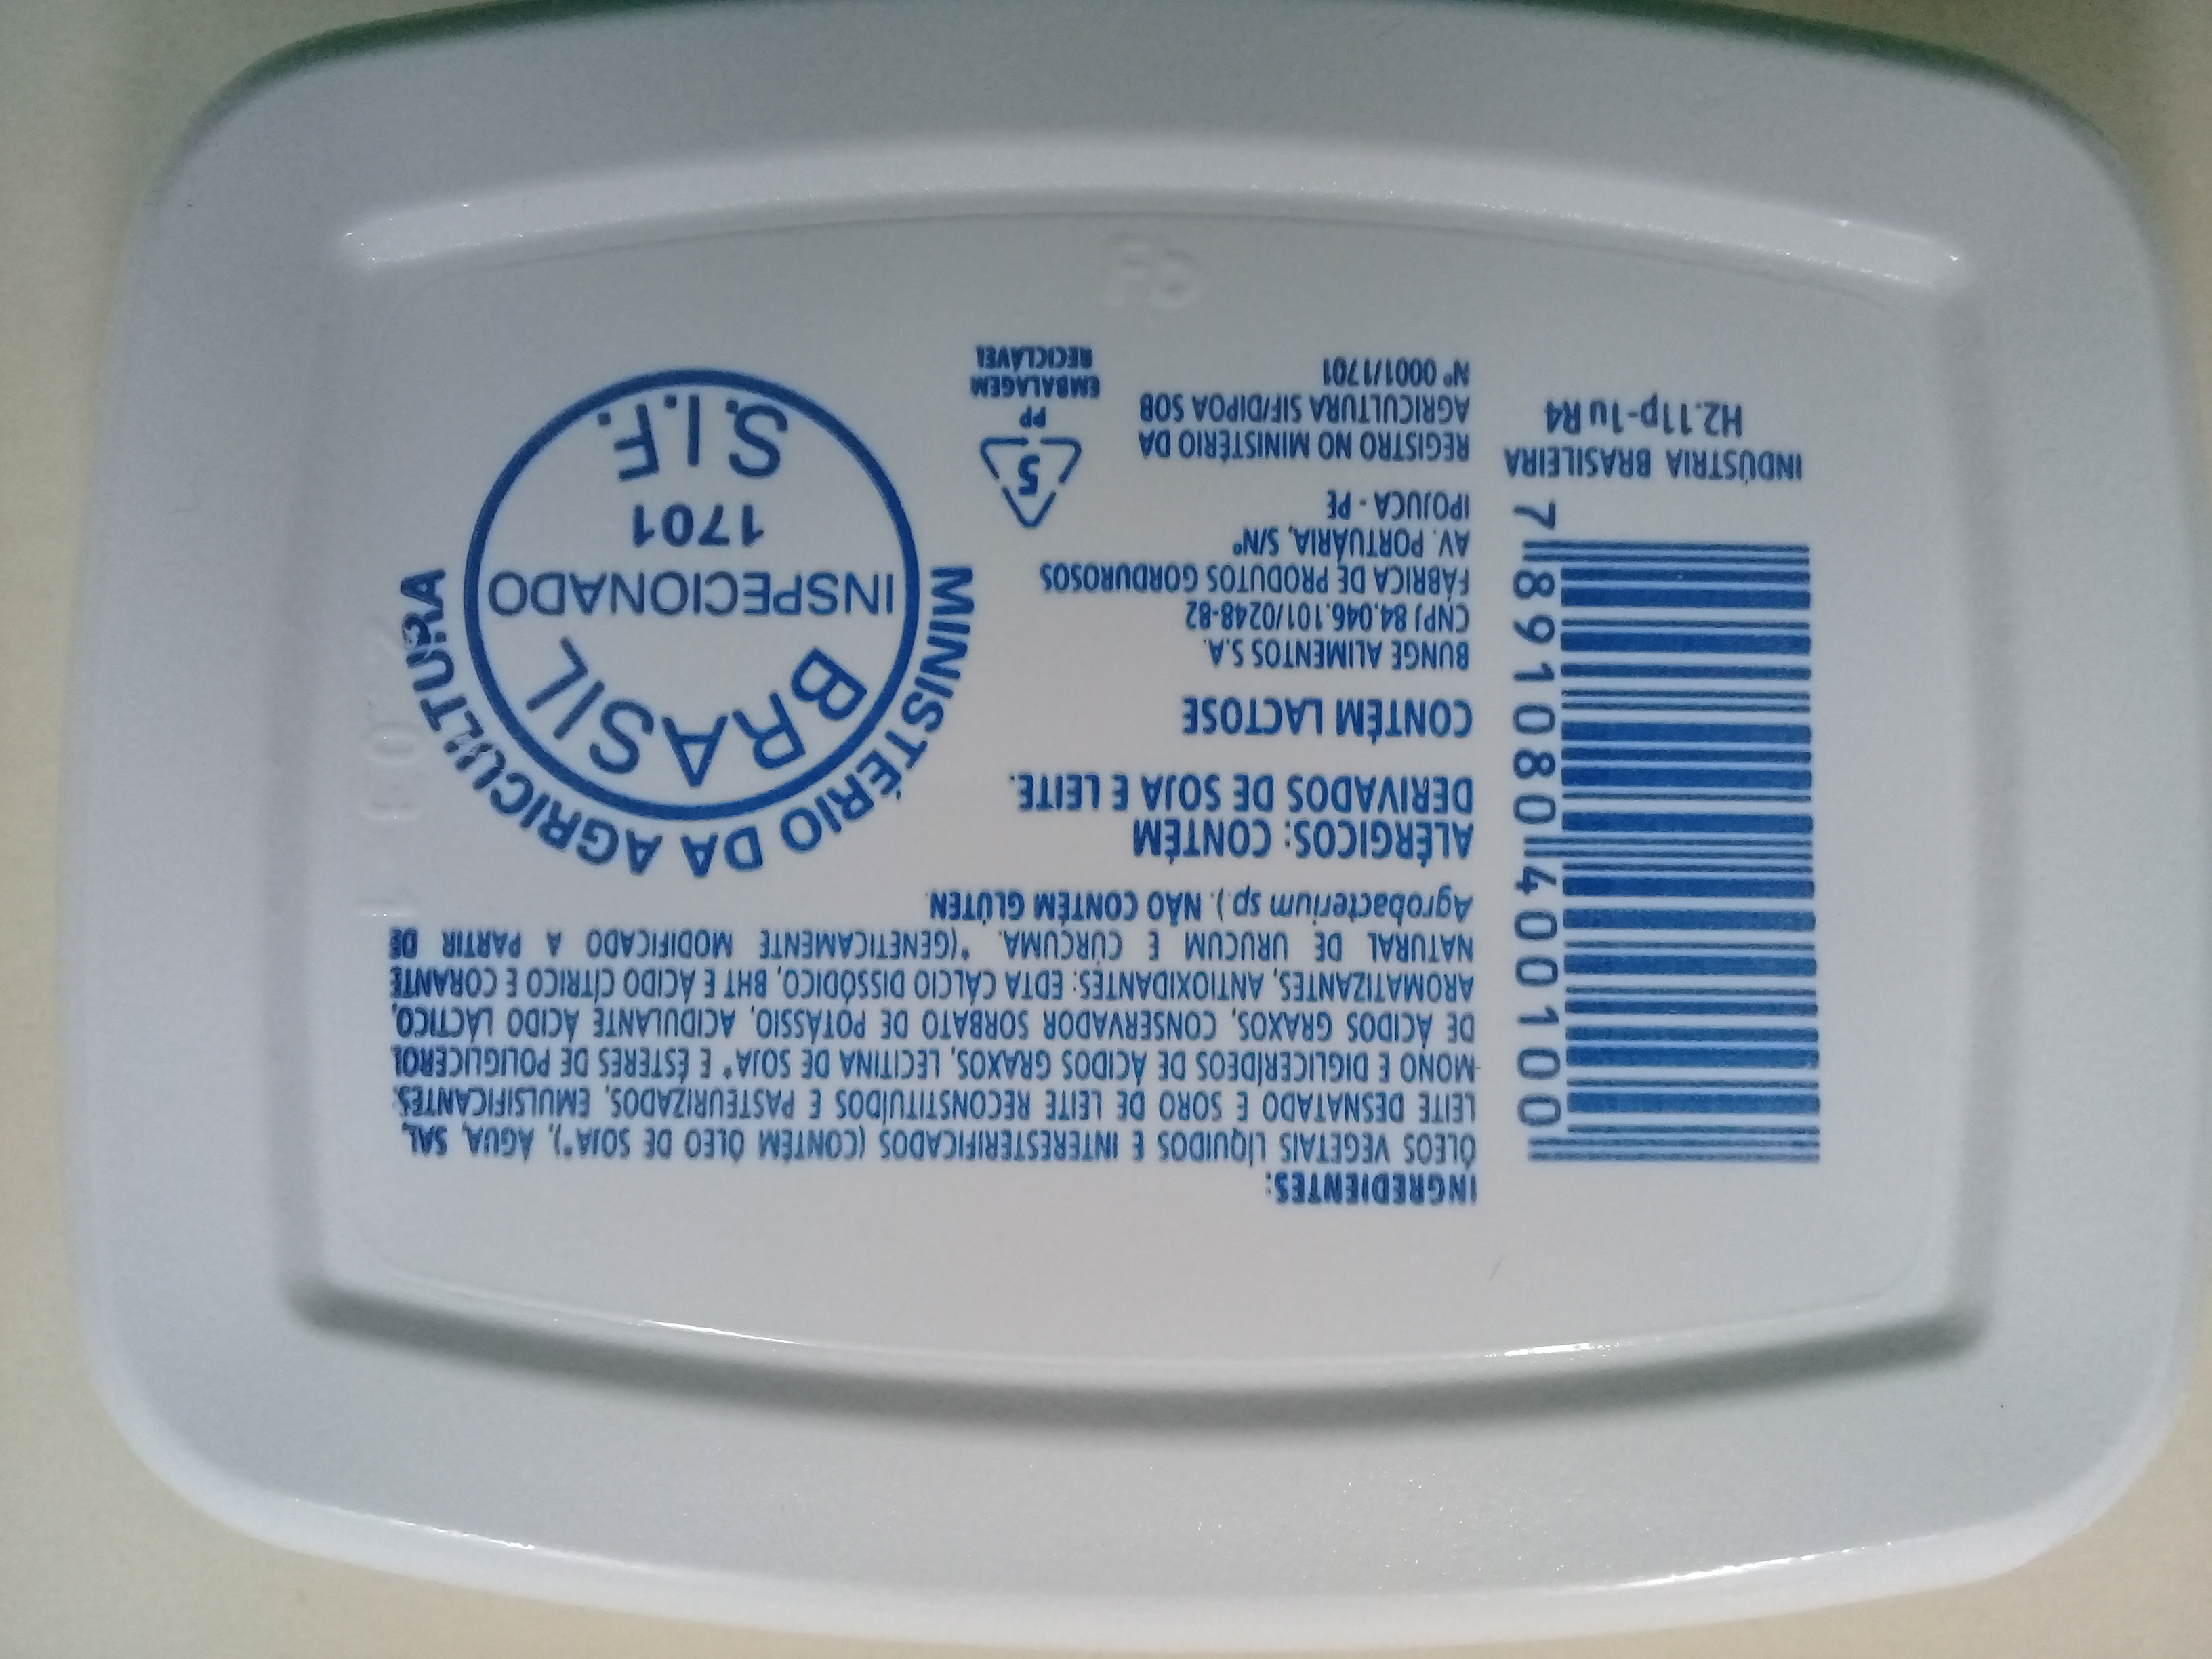 INGREDIENTES:
ÓLEOS VEGETAIS LÍQUIDOS E INTERESTERIFICADOS (CONTÉM ÓLEO DE SOJA*), ÁGUA, SAL,
LEITE DESNATADO E SORO DE LEITE RECONSTITUÍDOS E PASTEURIZADOS, EMULSIFICANTES:
MONO E DIGLICERÍDEOS DE ÁCIDOS GRAXOS, LECITINA DE SOJA* E ÉSTERES DE POLIGLICEROL
DE ÁCIDOS GRAXOS, CONSERVADOR SORBATO DE POTÁSSIO, ACIDULANTE ÁCIDO LÁCTICO,
AROMATIZANTES, ANTIOXIDANTES: EDTA CÁLCIO DISSÓDICO, BHT E ÁCIDO CÍTRICO E CORANTE
NATURAL DE URUCUM E CÚRCUMA. *(GENETICAMENTE MODIFICADO A PARTIR DE
Agrobacterium sp.). NÃO CONTÉM GLÚTEN.
ALÉRGICOS: CONTÉM
DERIVADOS DE SOJA E LEITE.
CONTÉM LACTOSE
BUNGE ALIMENTOS S.A.
CNPJ 84.046.101/0248-82
FÁBRICA DE PRODUTOS GORDUROSOS
AV. PORTUÁRIA, S/Nº
IPOJUCA - PE
REGISTRO NO MINISTÉRIO DA
AGRICULTURA SIF/DIPOA SOB
Nº 0001/1701
7 891080 400100
INDÚSTRIA BRASILEIRA
H2.11p-1u R4
5
PP
EMBALAGEM
RECICLÁVEL
MINISTÉRIO DA AGRICULTURA
BRASIL
INSPECIONADO
1701
S.I.F.